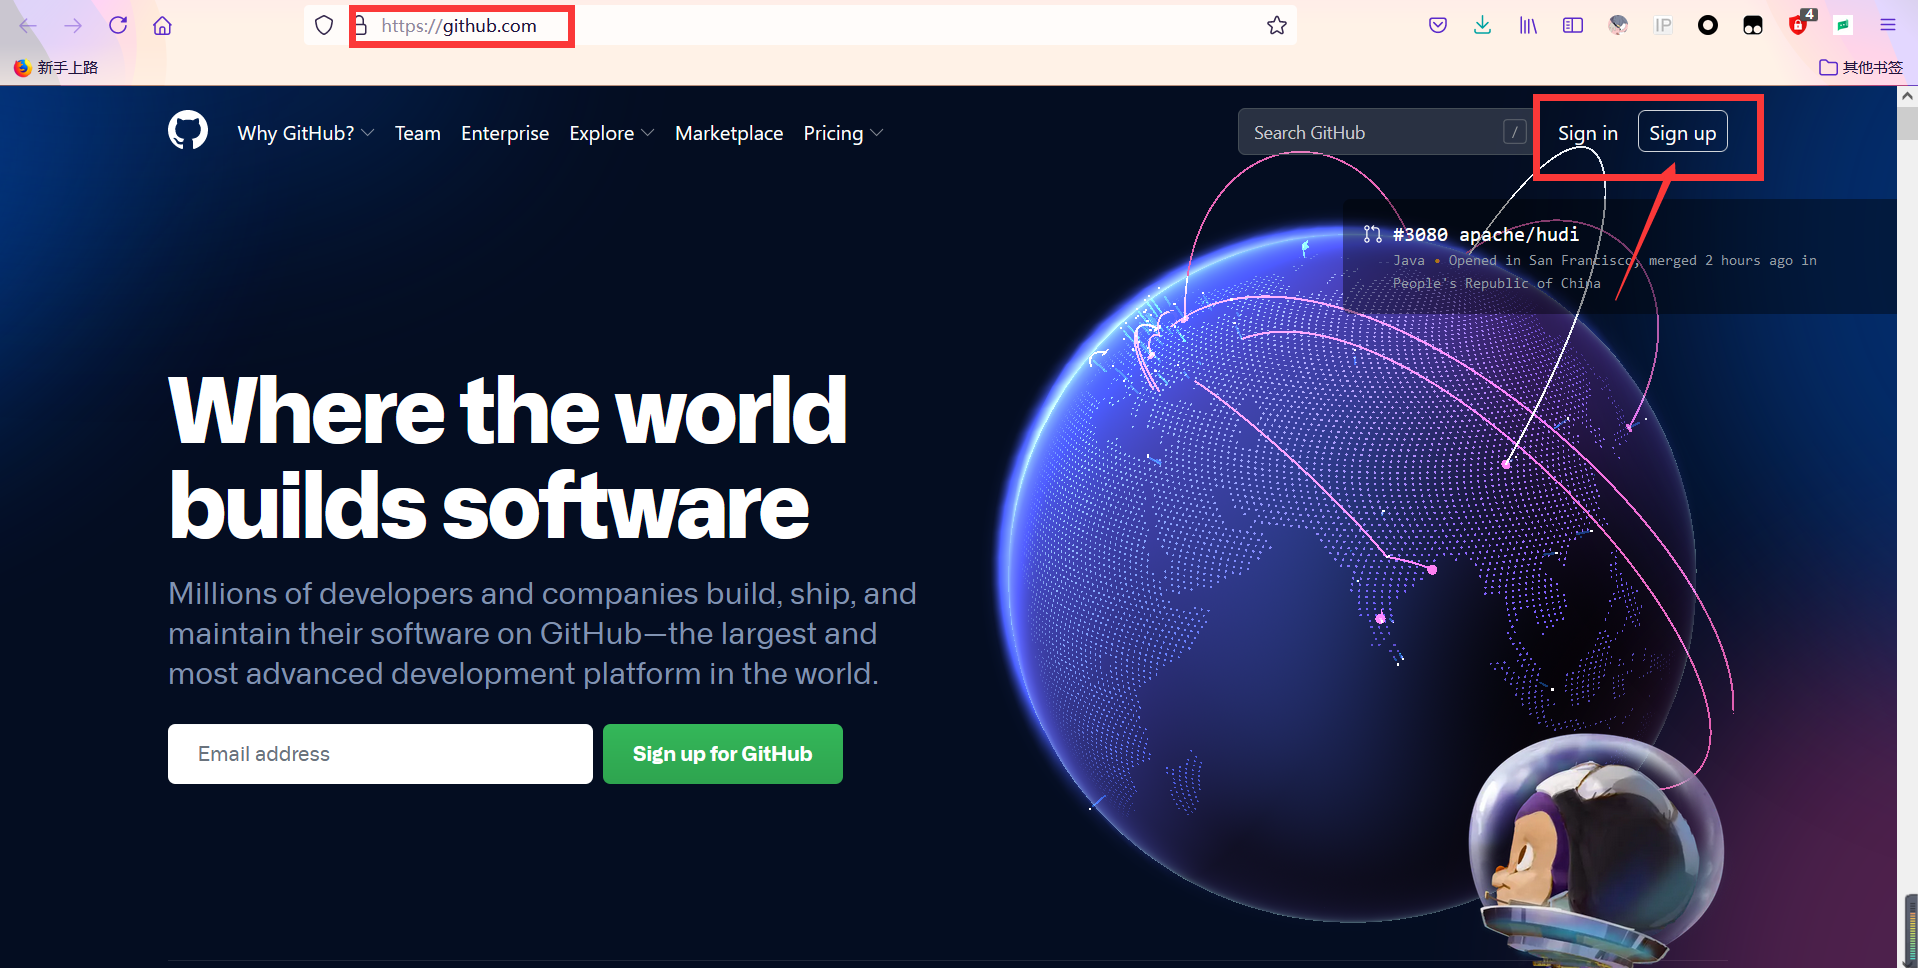 https://github.com
4
IP
新手上路
其他书签
Why GitHub?
Team
Enterprise
Explore
Marketplace
Pricing
Search GitHub
/
Sign in
Sign up
#3080 apache/hudi
Java • Opened in San Francisco, merged 2 hours ago in
People's Republic of China
Where the world
builds software
Millions of developers and companies build, ship, and
maintain their software on GitHub—the largest and
most advanced development platform in the world.
Email address
Sign up for GitHub